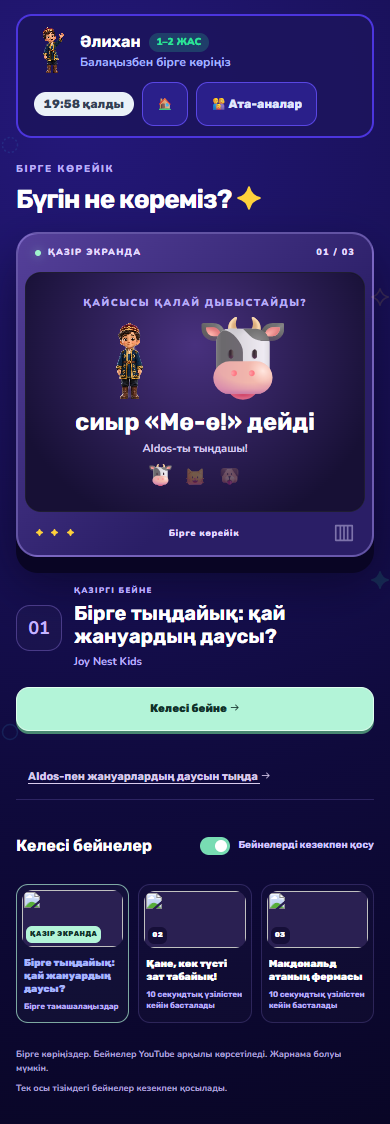 Әлихан 1–2 ЖАС
Балаңызбен бірге көріңіз
19:58 қалды
Ата-аналар
БІРГЕ КӨРЕЙІК
Бүгін не көреміз?
ҚАЗІР ЭКРАНДА 01 / 03
ҚАЙСЫСЫ ҚАЛАЙ ДЫБЫСТАЙДЫ?
сиыр «Мө-ө!» дейді
Aldos-ты тыңдашы!
Бірге көрейік
ҚАЗІРГІ БЕЙНЕ
01
Бірге тыңдайық: қай
жануардың даусы?
Joy Nest Kids
Келесі бейне →
Aldos-пен жануарлардың даусын тыңда →
Келесі бейнелер
Бейнелерді кезекпен қосу
ҚАЗІР ЭКРАНДА
Бірге тыңдайық:
қай жануардың
даусы?
Бірге тамашалаңыздар
02
Қане, көк түсті
зат табайық!
10 секундтық үзілістен
кейін басталады
03
Макдональд
атаның фермасы
10 секундтық үзілістен
кейін басталады
Бірге көріңіздер. Бейнелер YouTube арқылы көрсетіледі. Жарнама болуы
мүмкін.
Тек осы тізімдегі бейнелер кезекпен қосылады.